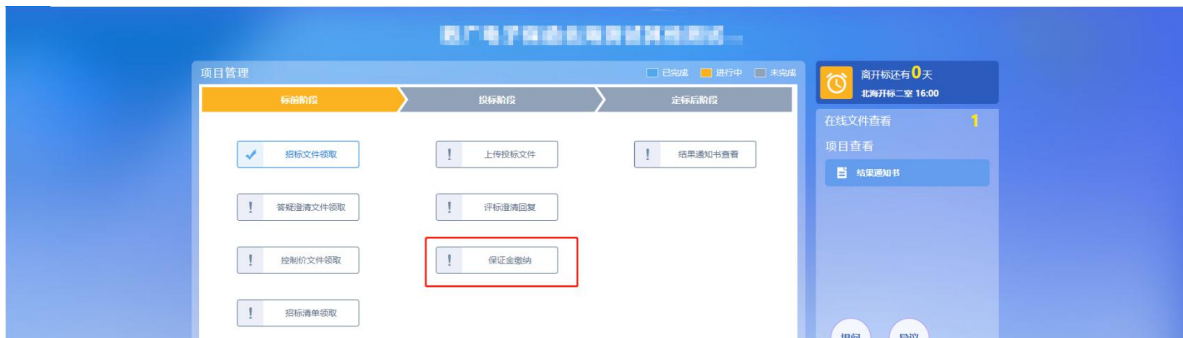 项目管理
已完成 进行中 未完成
标前阶段 投标阶段 定标后阶段
招标文件领取 上传投标文件 结果通知书查看
答疑澄清文件领取 评标澄清回复
控制价文件领取 保证金缴纳
招标清单领取
离开标还有0天
北海开标二室 16:00
在线文件查看 1
项目查看
结果通知书